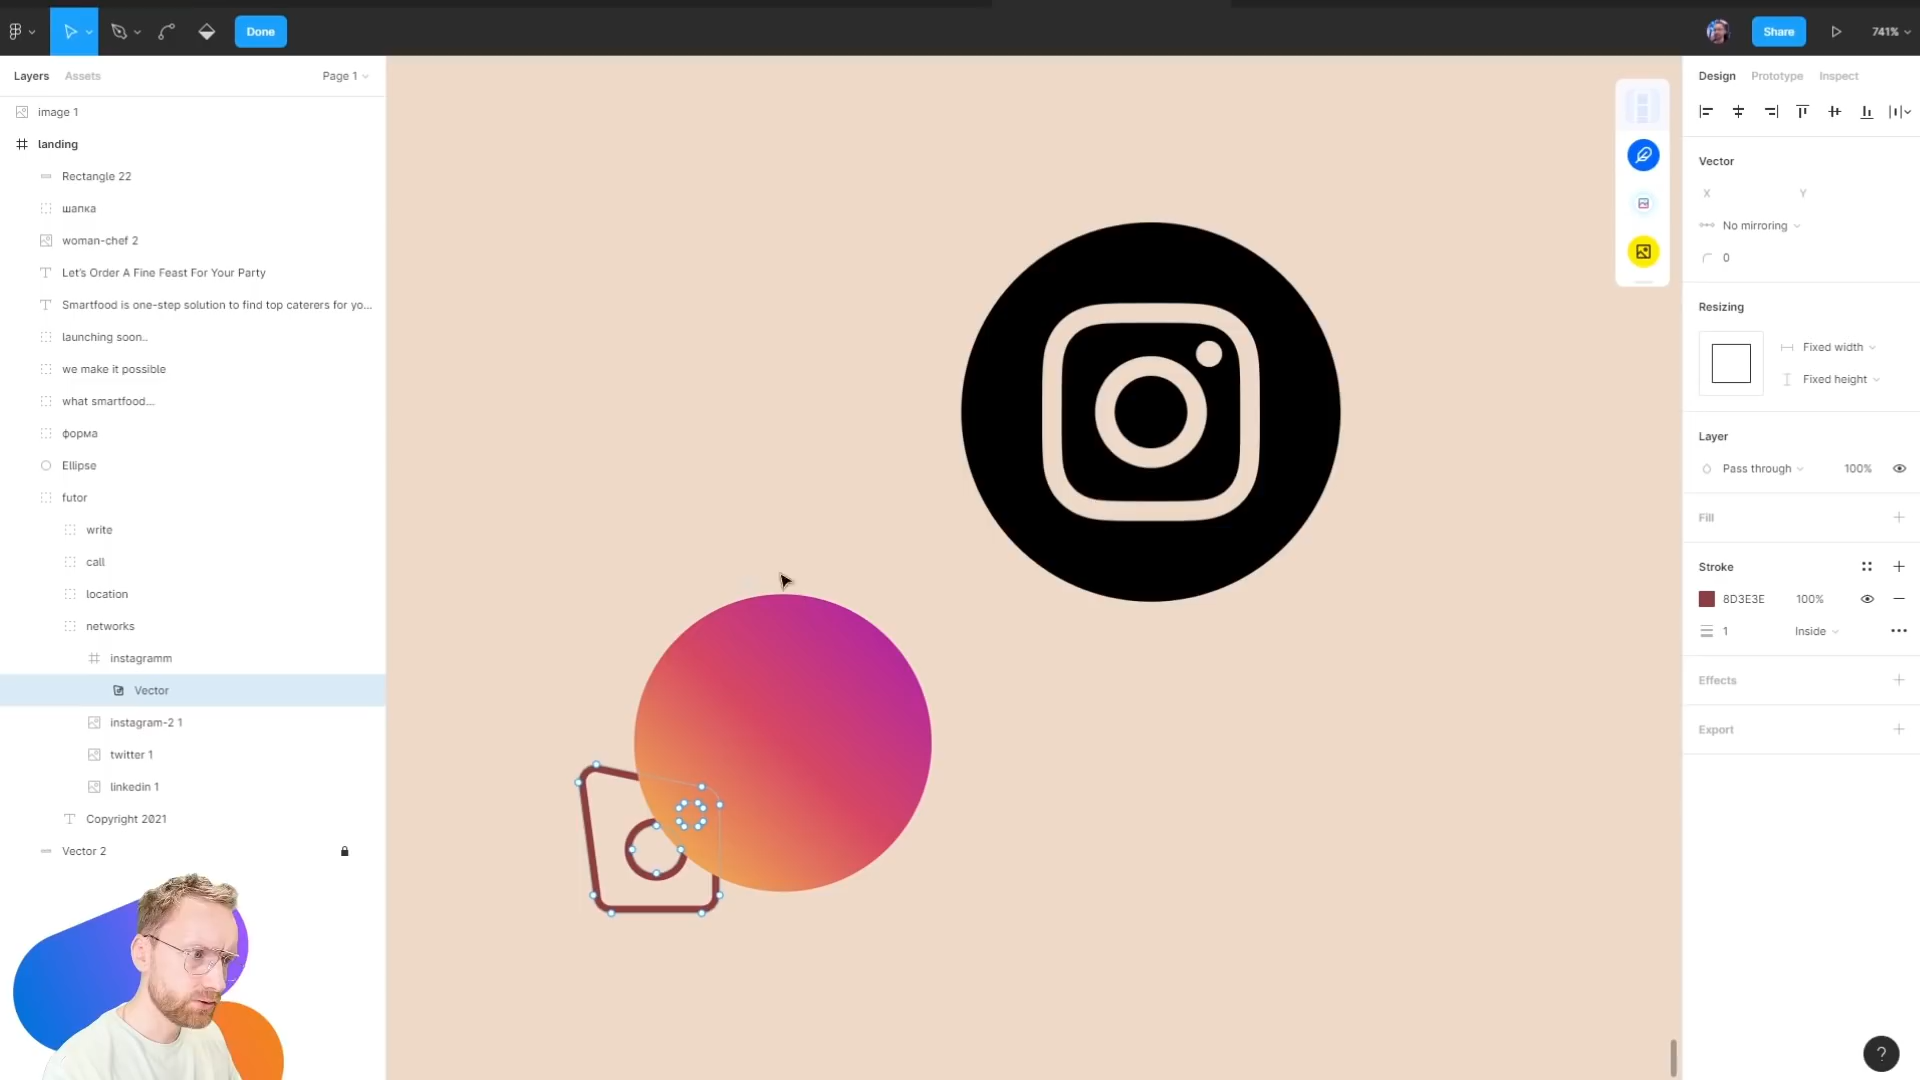 Done
Share
741%
Layers
Assets
Page 1
Design
Prototype
Inspect
image 1
landing
Rectangle 22
шапка
woman-chef 2
Let's Order A Fine Feast For Your Party
Smartfood is one-step solution to find top caterers for yo...
launching soon..
we make it possible
what smartfood....
форма
Ellipse
futor
write
call
location
networks
instagramm
Vector
instagram-2 1
twitter 1
linkedin 1
Copyright 2021
Vector 2
Vector
X
Y
No mirroring
0
Resizing
Fixed width
Fixed height
Layer
Pass through
100%
Fill
Stroke
8D3E3E
100%
1
Inside
Effects
Export
?